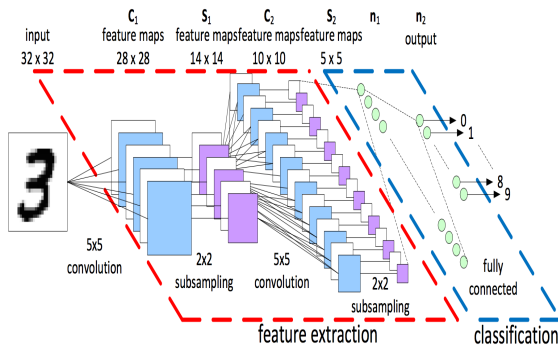 C1 S1 C2 S2 n1 n2
input feature maps feature maps feature maps feature maps output
32 x 32 28 x 28 14 x 14 10 x 10 5 x 5
0
1
8
9
3
5x5 convolution
2x2 subsampling
5x5 convolution
2x2 subsampling
fully connected
feature extraction classification